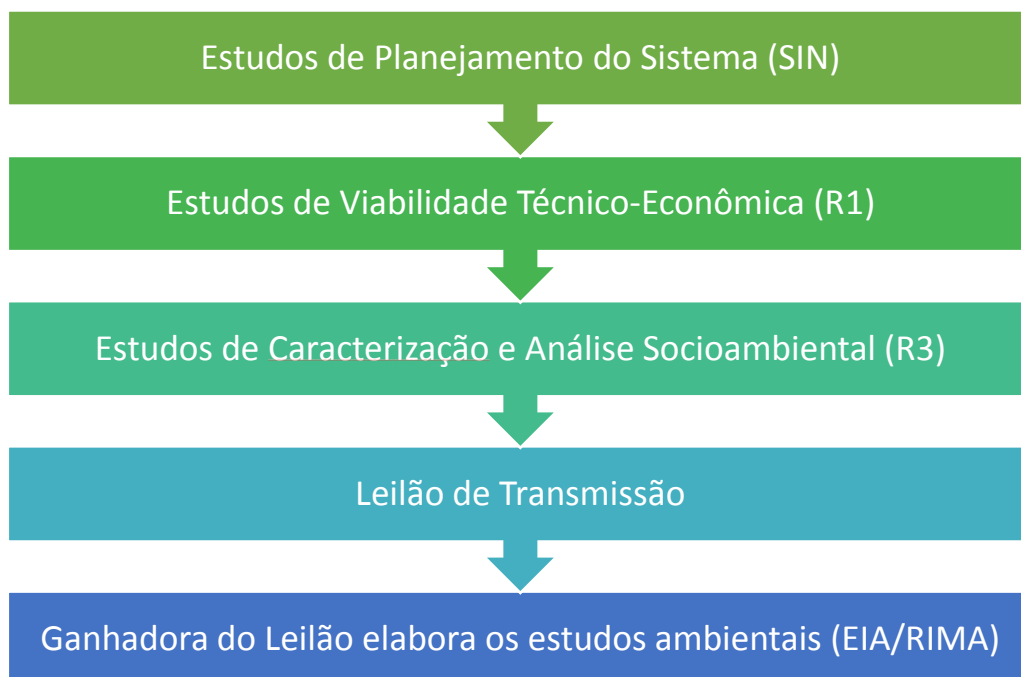 Estudos de Planejamento do Sistema (SIN)
Estudos de Viabilidade Técnico-Econômica (R1)
Estudos de Caracterização e Análise Socioambiental (R3)
Leilão de Transmissão
Ganhadora do Leilão elabora os estudos ambientais (EIA/RIMA)